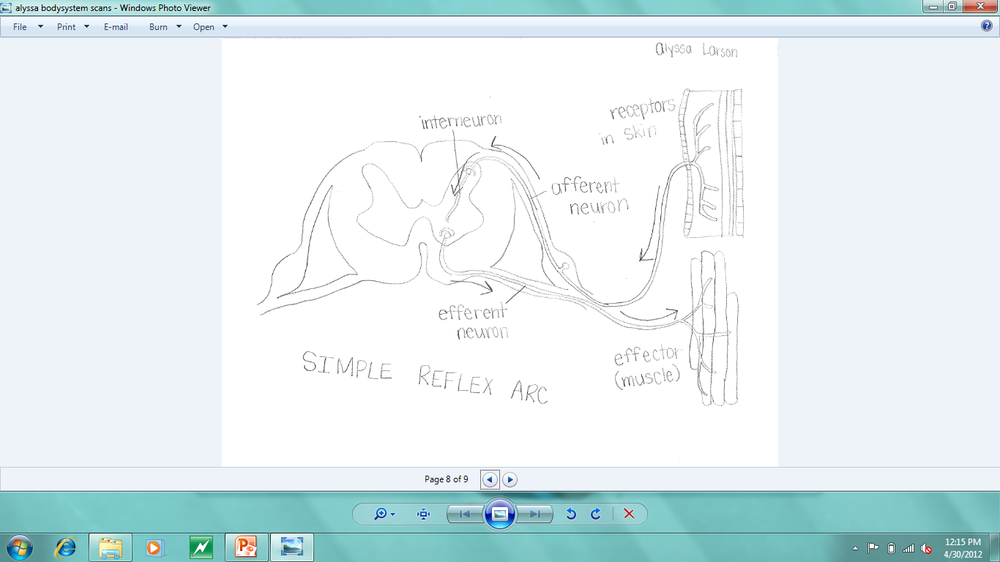 alyssa bodysystem scans - Windows Photo Viewer
File Print E-mail Burn Open
alyssa Larson
receptors
in skin
interneuron
afferent
neuron
efferent
neuron
effector
(muscle)
SIMPLE REFLEX ARC
Page 8 of 9
12:15 PM
4/30/2012